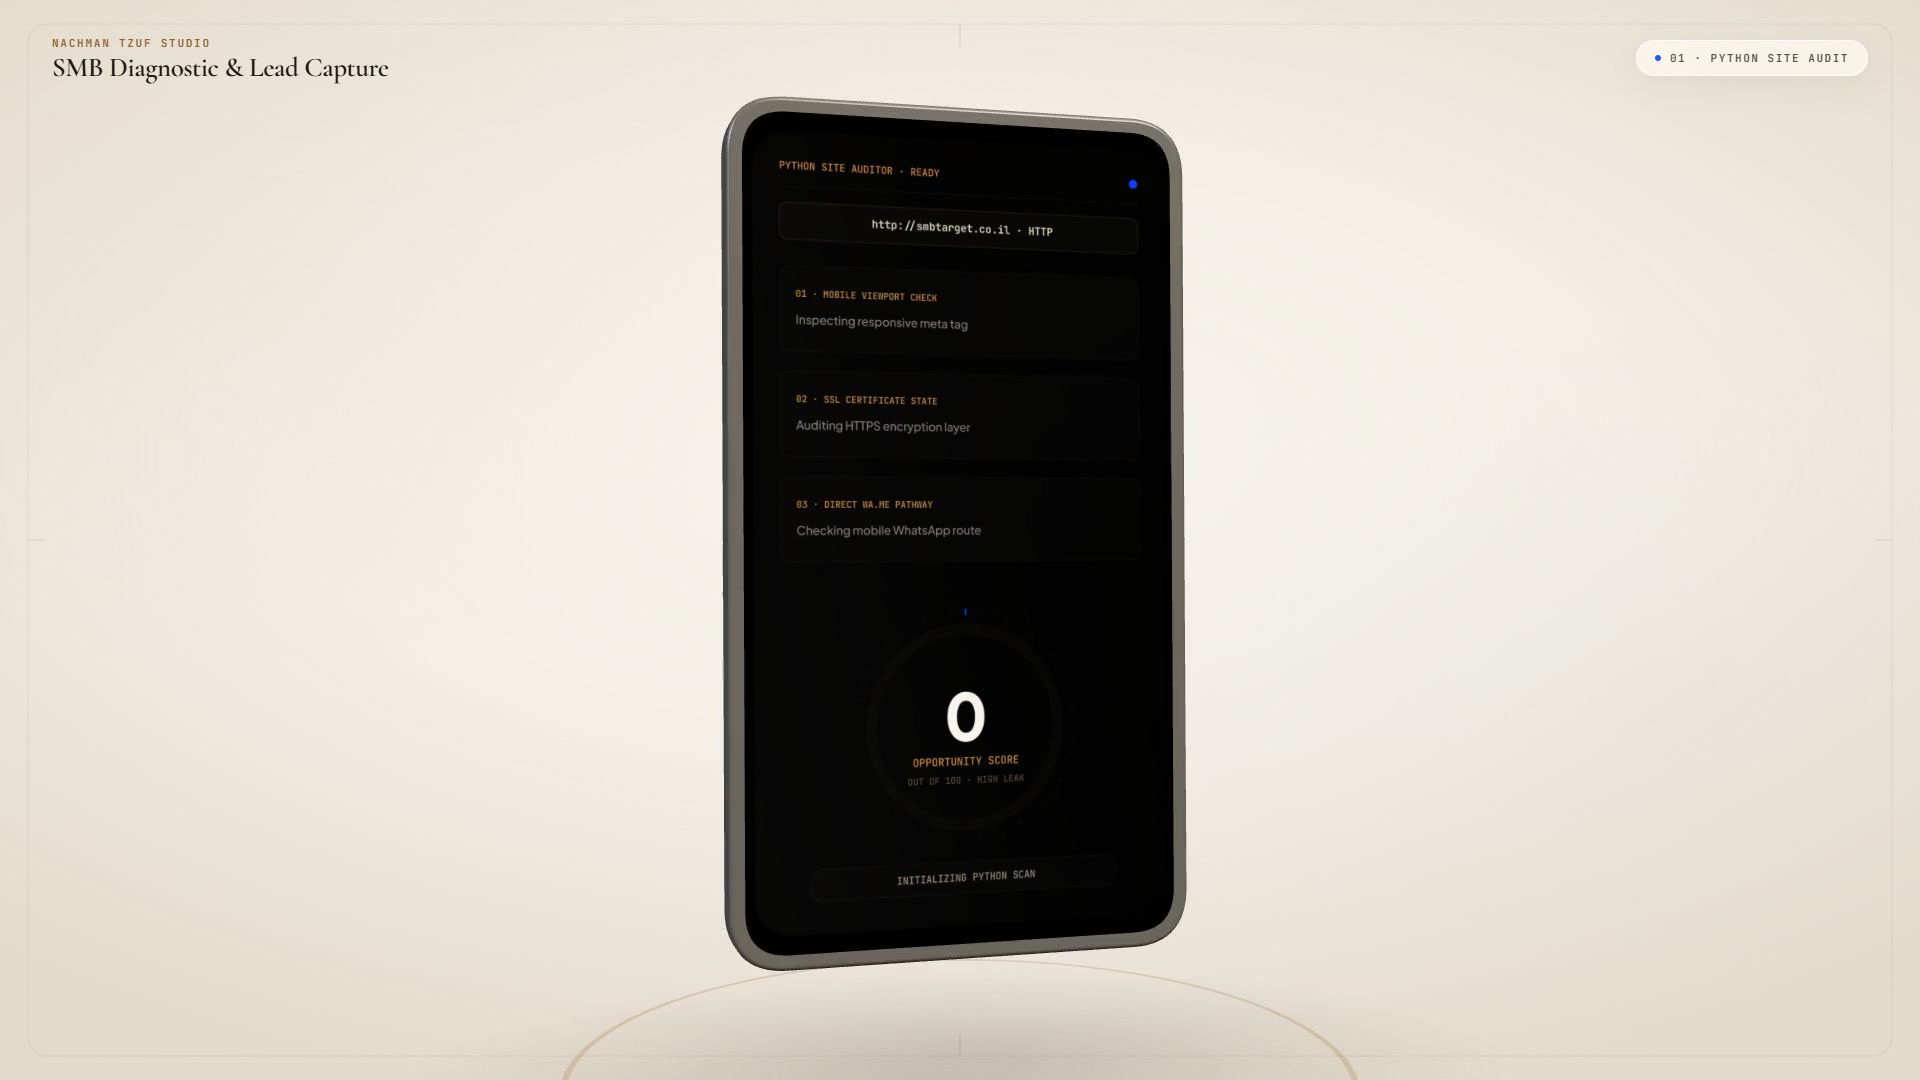 NACHMAN TZUF STUDIO
SMB Diagnostic & Lead Capture
01 · PYTHON SITE AUDIT
PYTHON SITE AUDITOR · READY
http://smbtarget.co.il · HTTP
01 · MOBILE VIEWPORT CHECK
Inspecting responsive meta tag
02 · SSL CERTIFICATE STATE
Auditing HTTPS encryption layer
03 · DIRECT WA.ME PATHWAY
Checking mobile WhatsApp route
0
OPPORTUNITY SCORE
OUT OF 100 · HIGH LEAK
INITIALIZING PYTHON SCAN